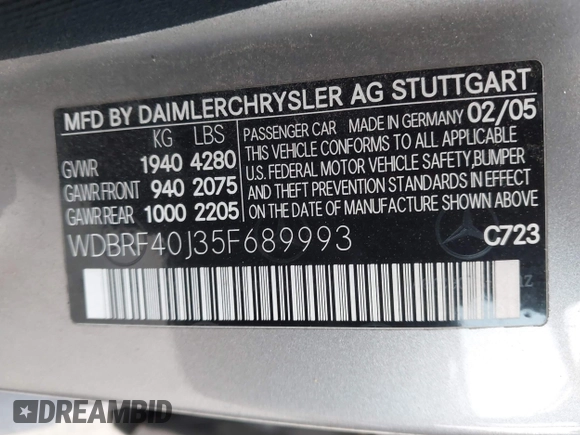 MFD BY DAIMLERCHRYSLER AG STUTTGART
KG LBS
GVWR 1940 4280
GAWR FRONT 940 2075
GAWR REAR 1000 2205
PASSENGER CAR MADE IN GERMANY 02/05
THIS VEHICLE CONFORMS TO ALL APPLICABLE
U.S. FEDERAL MOTOR VEHICLE SAFETY,BUMPER
AND THEFT PREVENTION STANDARDS IN EFFECT
ON THE DATE OF MANUFACTURE SHOWN ABOVE
WDBRF40J35F689993
C723
DREAMBID